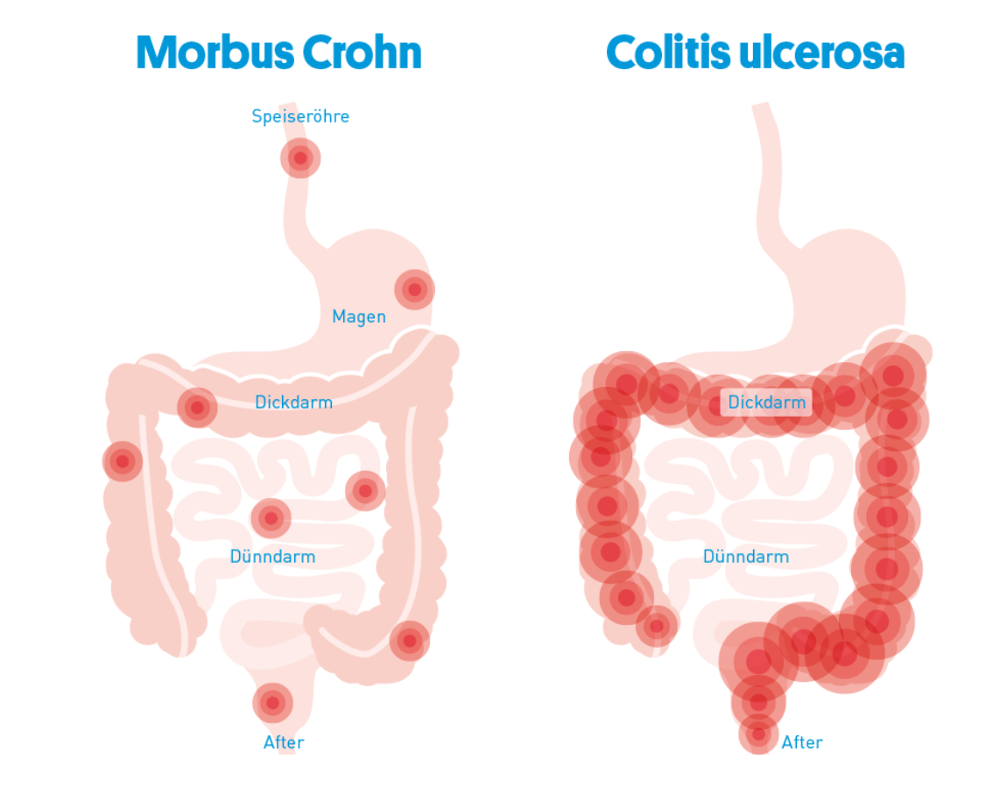 Morbus Crohn
Speiseröhre
Magen
Dickdarm
Dünndarm
After
Colitis ulcerosa
Dickdarm
Dünndarm
After